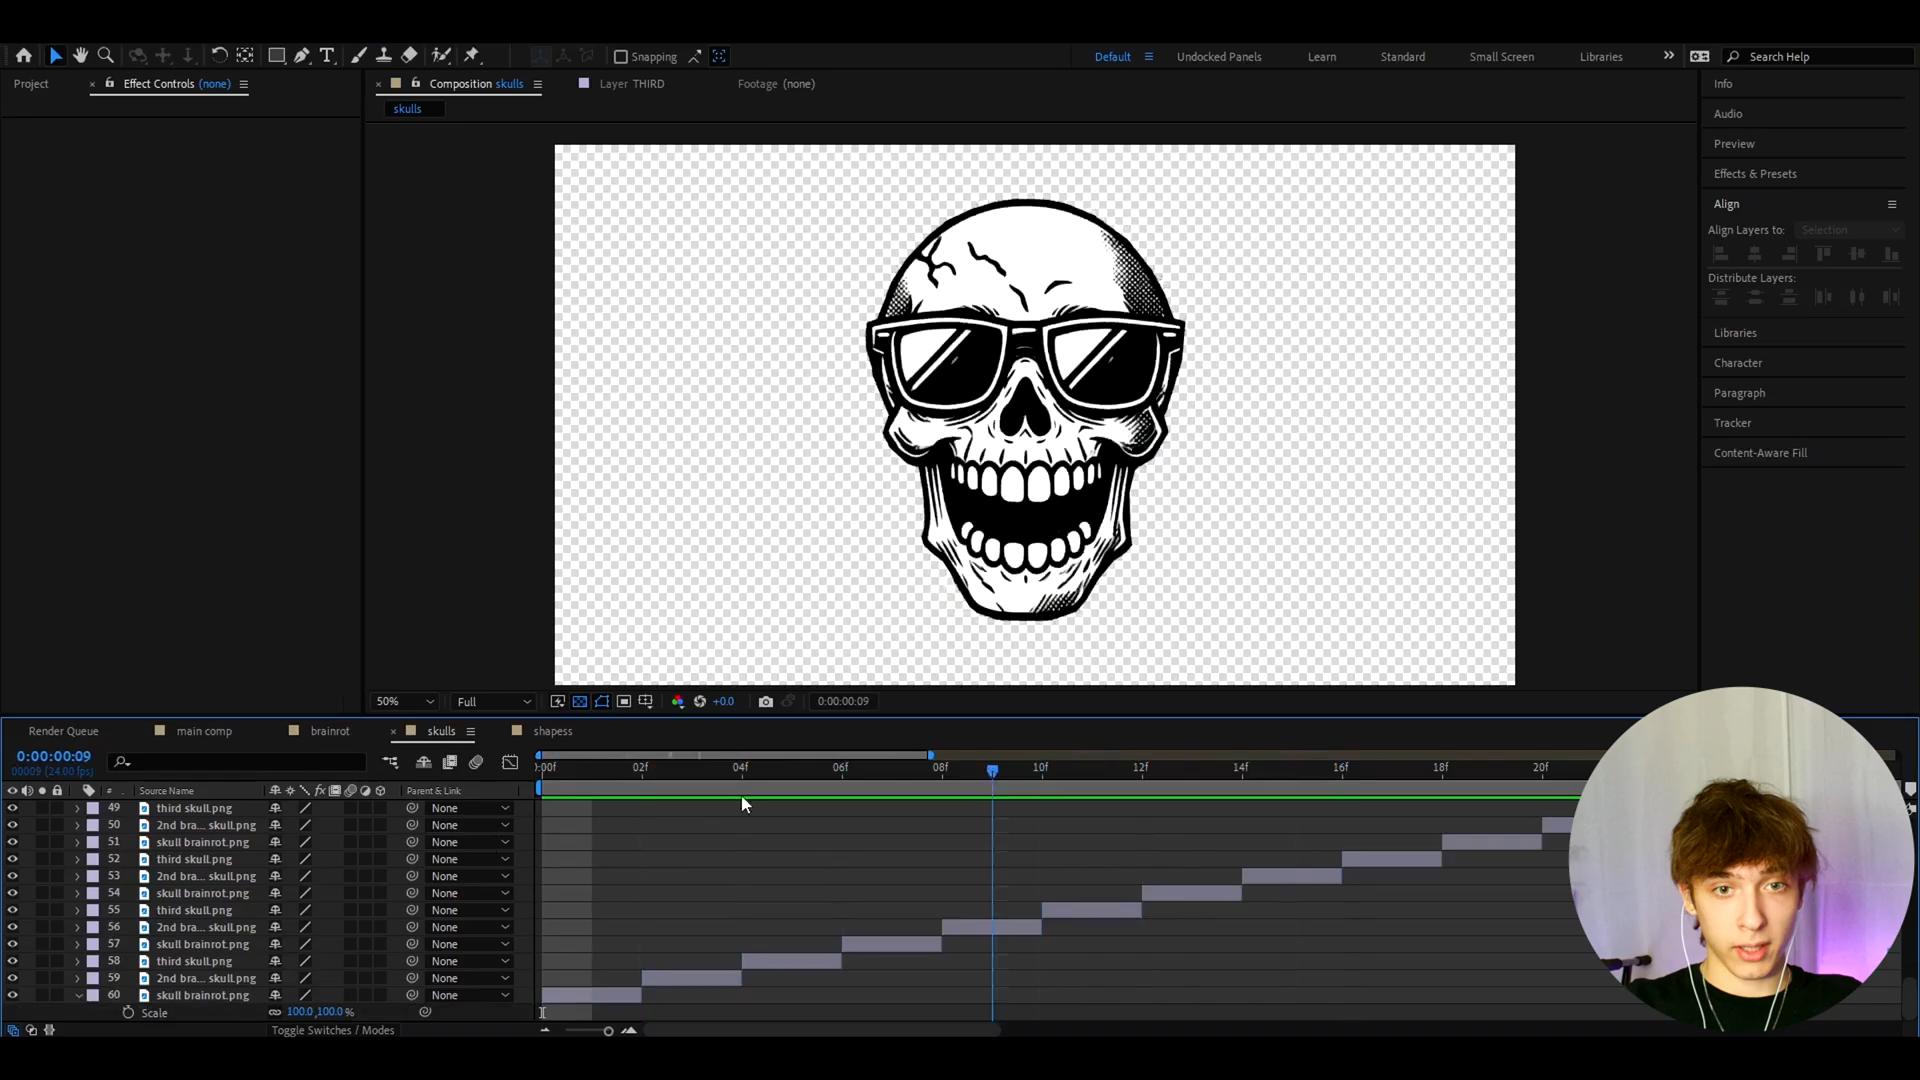 Snapping
Default
Undocked Panels
Learn
Standard
Small Screen
Libraries
Search Help
Project
Effect Controls (none)
Composition skulls
Layer THIRD
Footage (none)
skulls
Info
Audio
Preview
Effects & Presets
Align
Align Layers to:
Selection
Distribute Layers:
Libraries
Character
Paragraph
Tracker
Content-Aware Fill
50%
Full
+0.0
0:00:00:09
Render Queue
main comp
brainrot
skulls
shapess
0:00:00:09
00009 (24.00 fps)
:00f 02f 04f 06f 08f 10f 12f 14f 16f 18f 20f
# Source Name
Parent & Link
49 third skull.png None
50 2nd bra... skull.png None
51 skull brainrot.png None
52 third skull.png None
53 2nd bra... skull.png None
54 skull brainrot.png None
55 third skull.png None
56 2nd bra... skull.png None
57 skull brainrot.png None
58 third skull.png None
59 2nd bra... skull.png None
60 skull brainrot.png None
Scale 100.0,100.0%
Toggle Switches / Modes